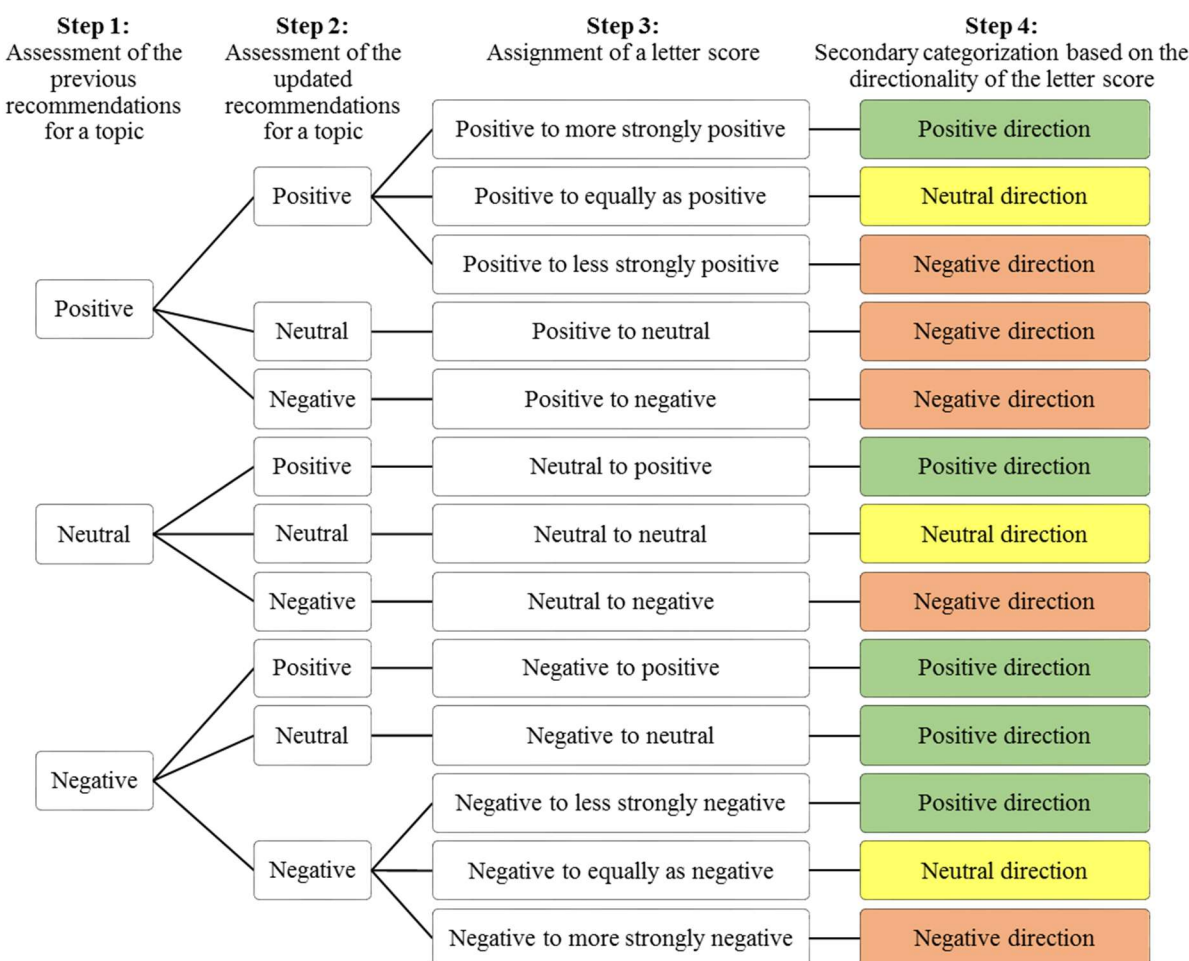 Step 1:
Assessment of the
previous
recommendations
for a topic
Step 2:
Assessment of the
updated
recommendations
for a topic
Step 3:
Assignment of a letter score
Step 4:
Secondary categorization based on the
directionality of the letter score
Positive
Positive
Positive to more strongly positive
Positive direction
Positive to equally as positive
Neutral direction
Positive to less strongly positive
Negative direction
Neutral
Positive to neutral
Negative direction
Negative
Positive to negative
Negative direction
Neutral
Positive
Neutral to positive
Positive direction
Neutral
Neutral to neutral
Neutral direction
Negative
Neutral to negative
Negative direction
Negative
Positive
Negative to positive
Positive direction
Neutral
Negative to neutral
Positive direction
Negative
Negative to less strongly negative
Positive direction
Negative to equally as negative
Neutral direction
Negative to more strongly negative
Negative direction